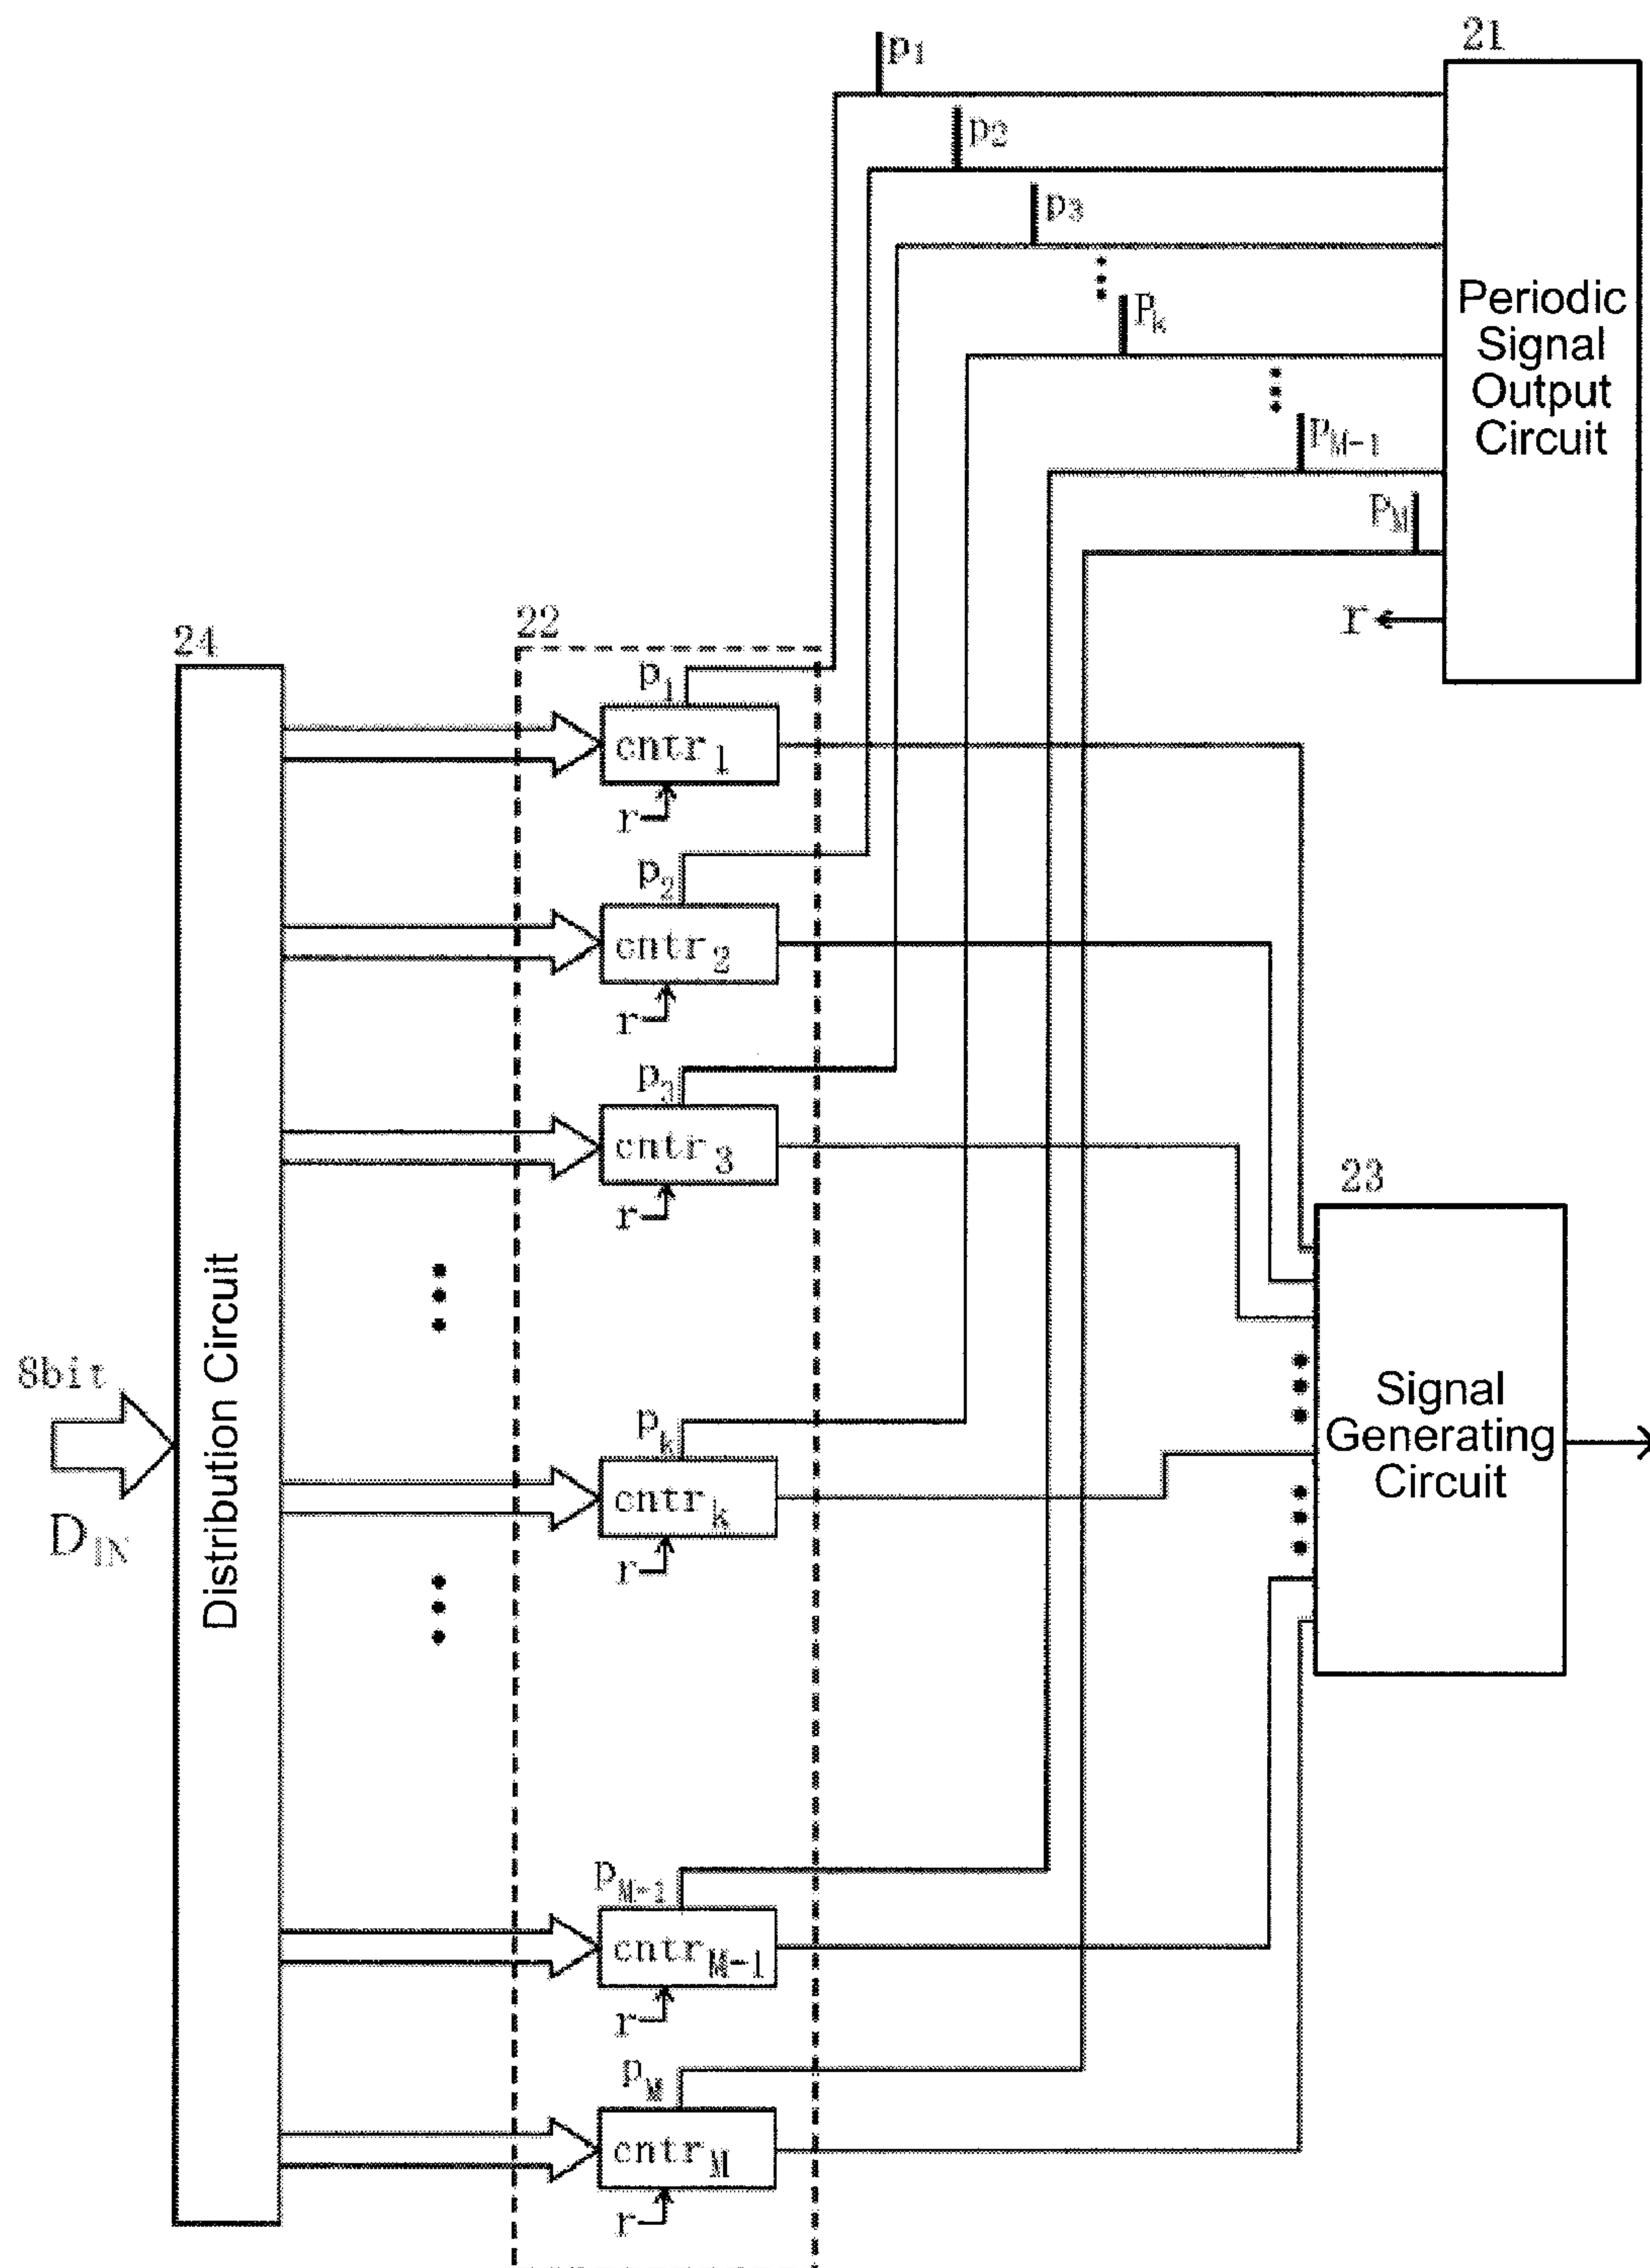 21
p1
p2
p3
Pk
PM-1
PM
Periodic
Signal
Output
Circuit
r
24
22
p1
cntr1
r
p2
cntr2
r
p3
cntr3
r
23
8bit
DIN
Distribution Circuit
Signal
Generating
Circuit
pk
cntrk
r
pM-1
cntrM-1
r
pM
cntrM
r